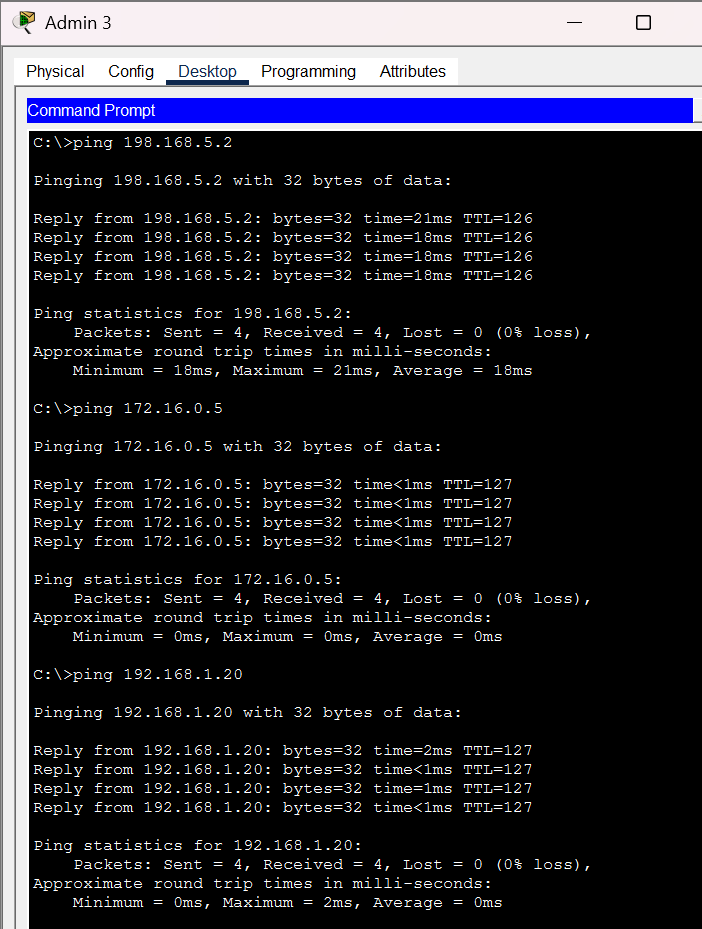 Admin 3
Physical Config Desktop Programming Attributes
Command Prompt
C:\>ping 198.168.5.2
Pinging 198.168.5.2 with 32 bytes of data:
Reply from 198.168.5.2: bytes=32 time=21ms TTL=126
Reply from 198.168.5.2: bytes=32 time=18ms TTL=126
Reply from 198.168.5.2: bytes=32 time=18ms TTL=126
Reply from 198.168.5.2: bytes=32 time=18ms TTL=126
Ping statistics for 198.168.5.2:
    Packets: Sent = 4, Received = 4, Lost = 0 (0% loss),
Approximate round trip times in milli-seconds:
    Minimum = 18ms, Maximum = 21ms, Average = 18ms
C:\>ping 172.16.0.5
Pinging 172.16.0.5 with 32 bytes of data:
Reply from 172.16.0.5: bytes=32 time<1ms TTL=127
Reply from 172.16.0.5: bytes=32 time<1ms TTL=127
Reply from 172.16.0.5: bytes=32 time<1ms TTL=127
Reply from 172.16.0.5: bytes=32 time<1ms TTL=127
Ping statistics for 172.16.0.5:
    Packets: Sent = 4, Received = 4, Lost = 0 (0% loss),
Approximate round trip times in milli-seconds:
    Minimum = 0ms, Maximum = 0ms, Average = 0ms
C:\>ping 192.168.1.20
Pinging 192.168.1.20 with 32 bytes of data:
Reply from 192.168.1.20: bytes=32 time=2ms TTL=127
Reply from 192.168.1.20: bytes=32 time<1ms TTL=127
Reply from 192.168.1.20: bytes=32 time=1ms TTL=127
Reply from 192.168.1.20: bytes=32 time<1ms TTL=127
Ping statistics for 192.168.1.20:
    Packets: Sent = 4, Received = 4, Lost = 0 (0% loss),
Approximate round trip times in milli-seconds:
    Minimum = 0ms, Maximum = 2ms, Average = 0ms